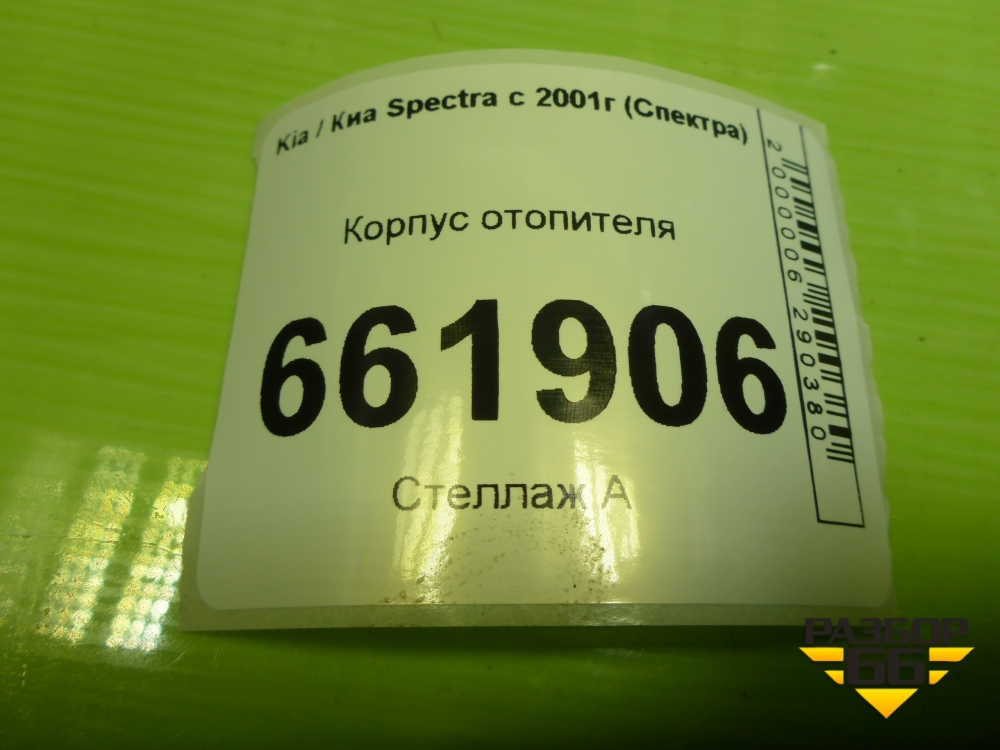 Kia / Киа Spectra с 2001г (Спектра)
Корпус отопителя
661906
Стеллаж А
2000006290380
РАЗБОР
66